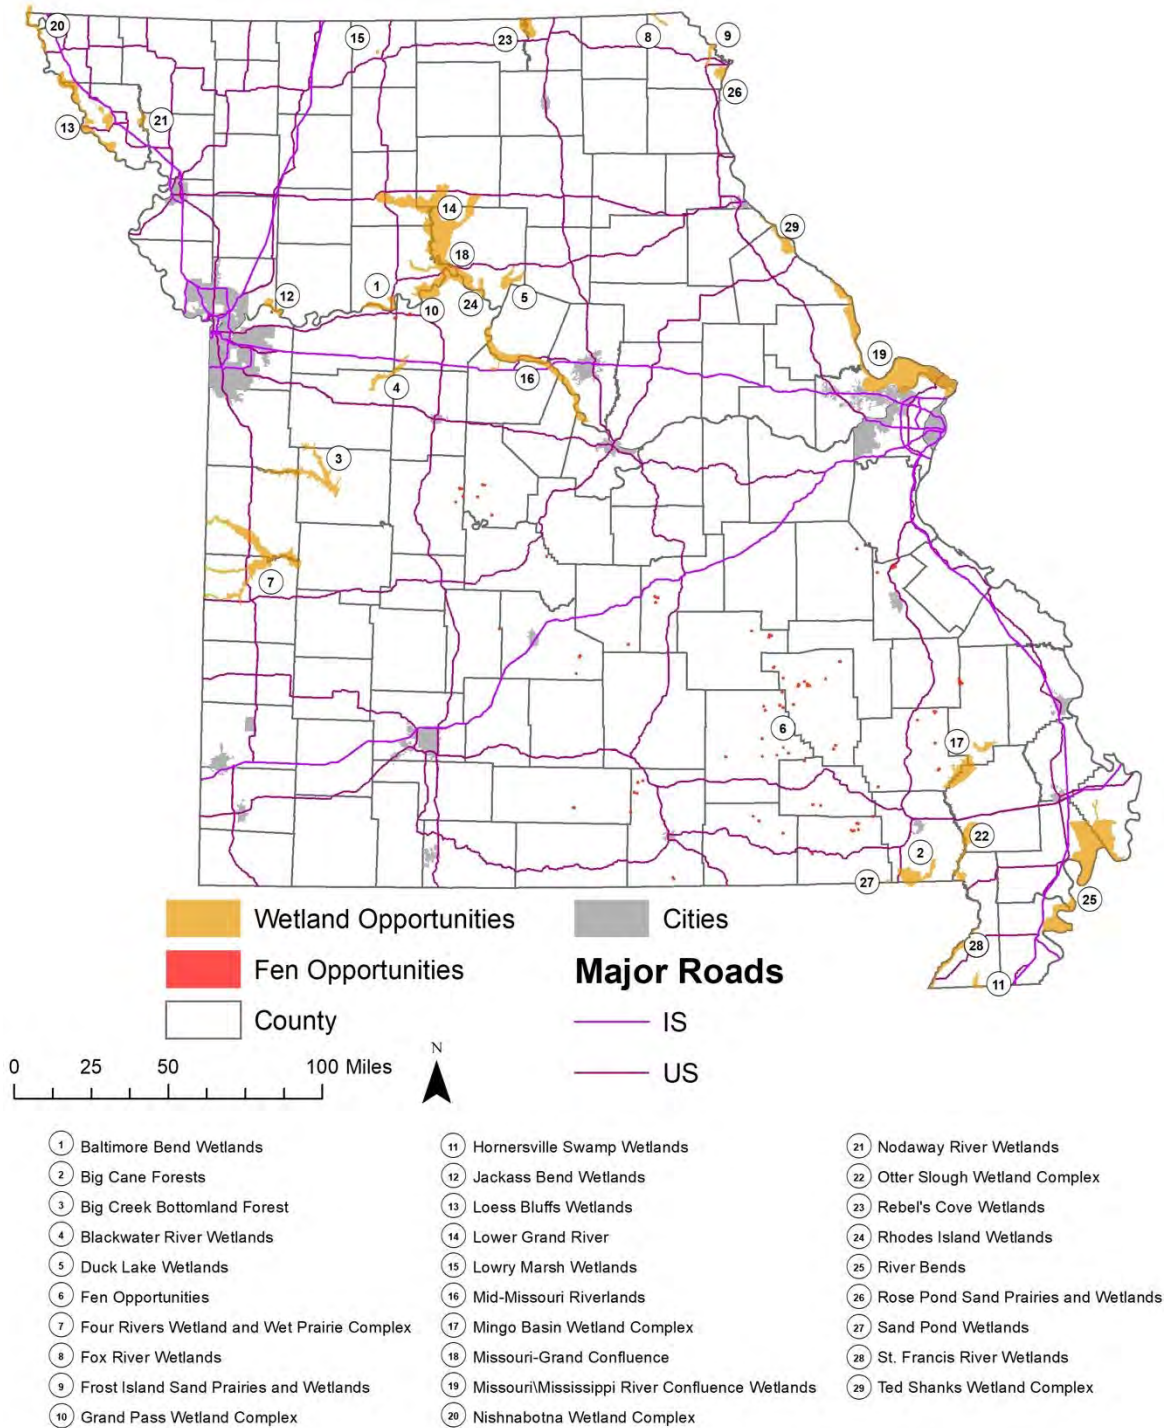 20
15
23
8
9
26
13
21
14
29
18
1
12
10
24
5
19
16
4
3
7
6
17
22
2
27
25
28
11
Wetland Opportunities
Fen Opportunities
County
Cities
Major Roads
IS
US
0 25 50 100 Miles
N
1 Baltimore Bend Wetlands
2 Big Cane Forests
3 Big Creek Bottomland Forest
4 Blackwater River Wetlands
5 Duck Lake Wetlands
6 Fen Opportunities
7 Four Rivers Wetland and Wet Prairie Complex
8 Fox River Wetlands
9 Frost Island Sand Prairies and Wetlands
10 Grand Pass Wetland Complex
11 Hornersville Swamp Wetlands
12 Jackass Bend Wetlands
13 Loess Bluffs Wetlands
14 Lower Grand River
15 Lowry Marsh Wetlands
16 Mid-Missouri Riverlands
17 Mingo Basin Wetland Complex
18 Missouri-Grand Confluence
19 Missouri\Mississippi River Confluence Wetlands
20 Nishnabotna Wetland Complex
21 Nodaway River Wetlands
22 Otter Slough Wetland Complex
23 Rebel's Cove Wetlands
24 Rhodes Island Wetlands
25 River Bends
26 Rose Pond Sand Prairies and Wetlands
27 Sand Pond Wetlands
28 St. Francis River Wetlands
29 Ted Shanks Wetland Complex